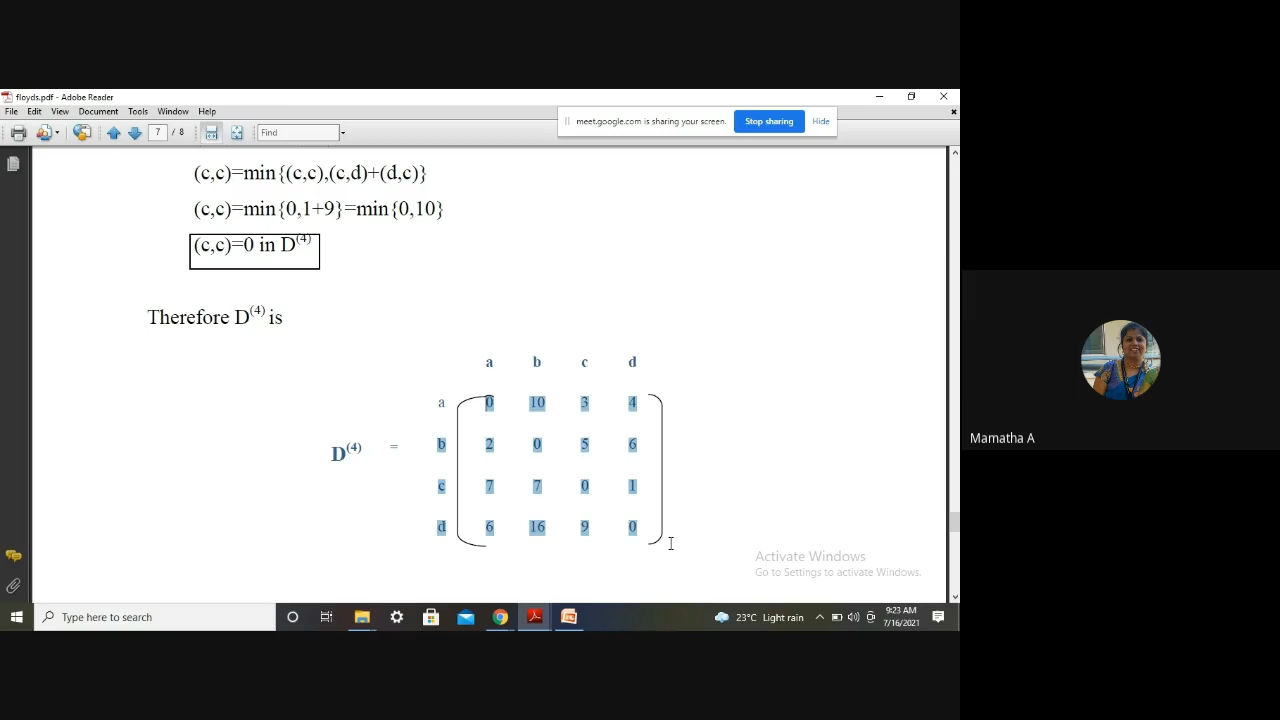 floyds.pdf - Adobe Reader
File Edit View Document Tools Window Help
meet.google.com is sharing your screen. Stop sharing Hide
7 / 8 Find
(c,c)=min{(c,c),(c,d)+(d,c)}
(c,c)=min{0,1+9}=min{0,10}
(c,c)=0 in D(4)
Therefore D(4) is
a b c d
a 0 10 3 4
b 2 0 5 6
D(4) =
c 7 7 0 1
d 6 16 9 0
Mamatha A
Activate Windows
Go to Settings to activate Windows.
Type here to search
23°C Light rain
9:23 AM
7/16/2021